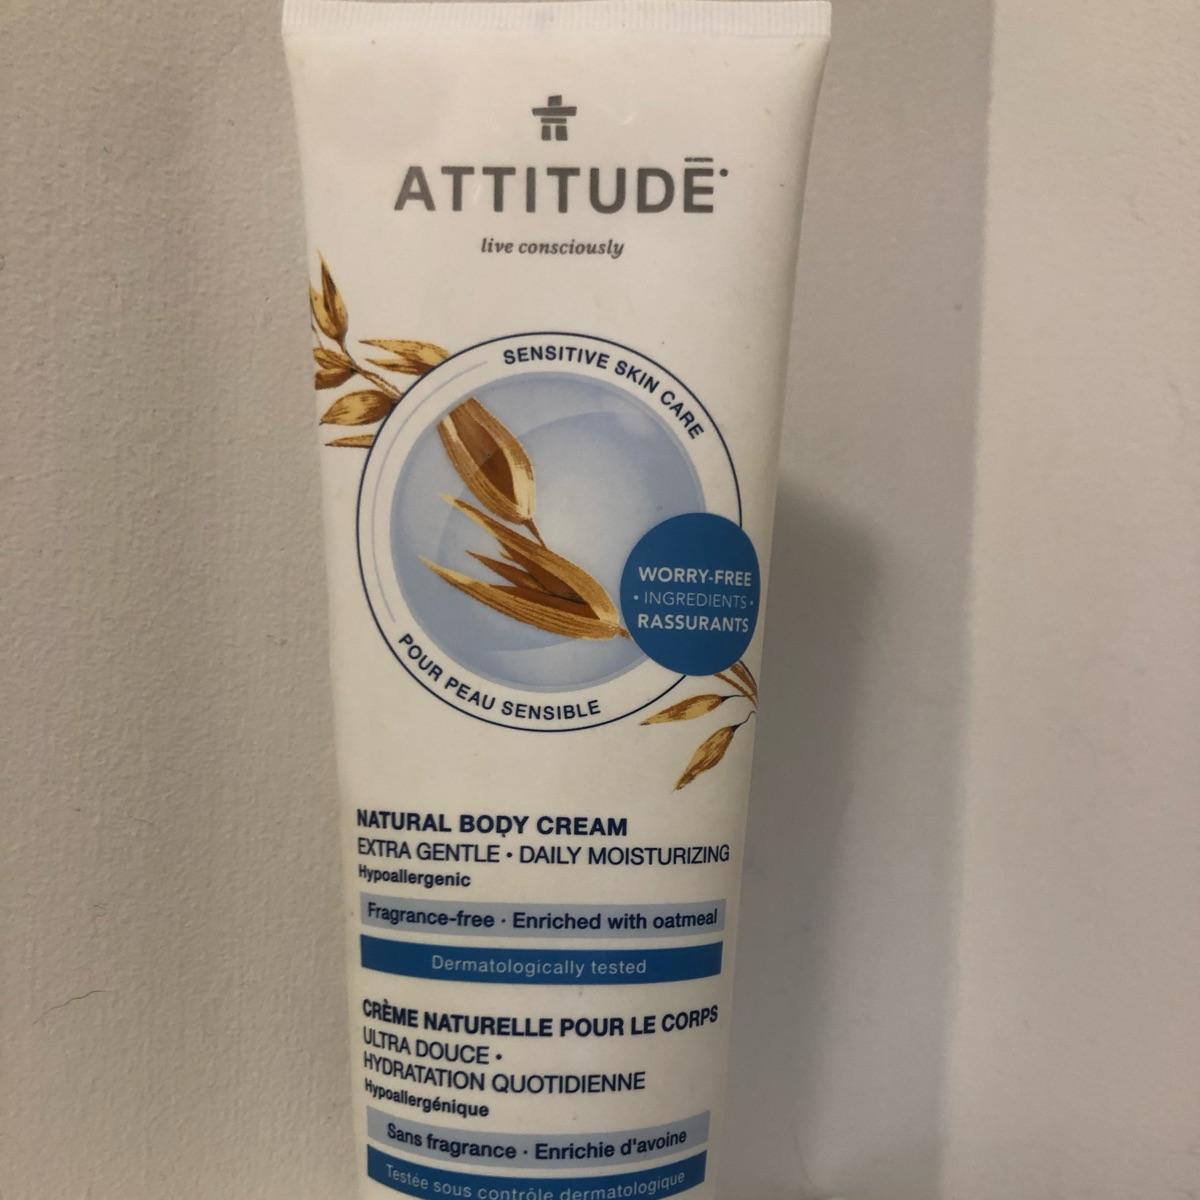 ATTITUDĒ
live consciously
SENSITIVE SKIN CARE
WORRY-FREE
• INGREDIENTS •
RASSURANTS
POUR PEAU SENSIBLE
NATURAL BODY CREAM
EXTRA GENTLE • DAILY MOISTURIZING
Hypoallergenic
Fragrance-free · Enriched with oatmeal
Dermatologically tested
CRÈME NATURELLE POUR LE CORPS
ULTRA DOUCE •
HYDRATATION QUOTIDIENNE
Hypoallergénique
Sans fragrance · Enrichie d'avoine
Testée sous contrôle dermatologique